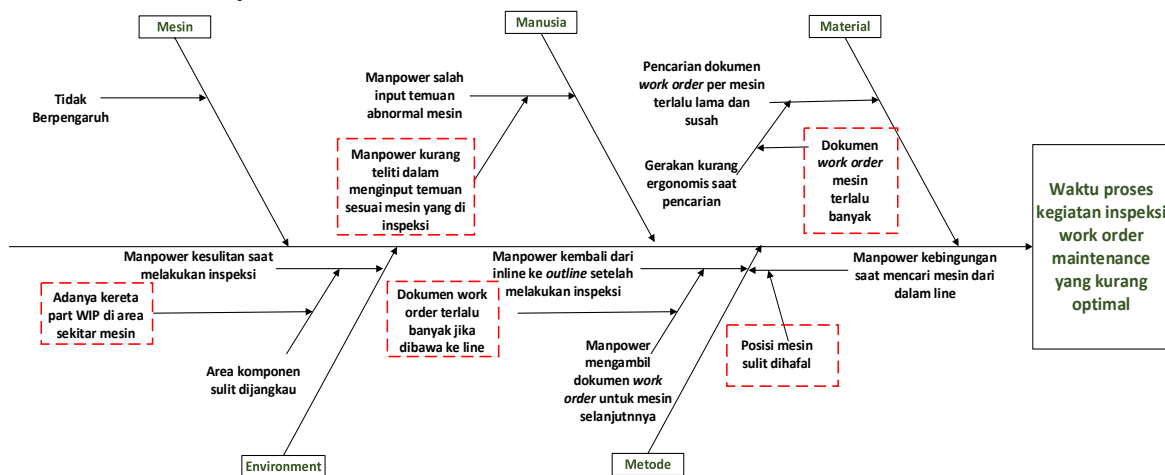 Mesin
Manusia
Material
Tidak
Berpengaruh
Manpower salah
input temuan
abnormal mesin
Manpower kurang
teliti dalam
menginput temuan
sesuai mesin yang di
inspeksi
Pencarian dokumen
work order per mesin
terlalu lama dan
susah
Gerakan kurang
ergonomis saat
pencarian
Dokumen
work order
mesin
terlalu
banyak
Waktu proses
kegiatan inspeksi
work order
maintenance
yang kurang
optimal
Manpower kesulitan saat
melakukan inspeksi
Adanya kereta
part WIP di area
sekitar mesin
Area komponen
sulit dijangkau
Manpower kembali dari
inline ke outline setelah
melakukan inspeksi
Dokumen work
order terlalu
banyak jika
dibawa ke line
Manpower
mengambil
dokumen work
order untuk mesin
selanjutnnya
Manpower kebingungan
saat mencari mesin dari
dalam line
Posisi mesin
sulit dihafal
Environment
Metode